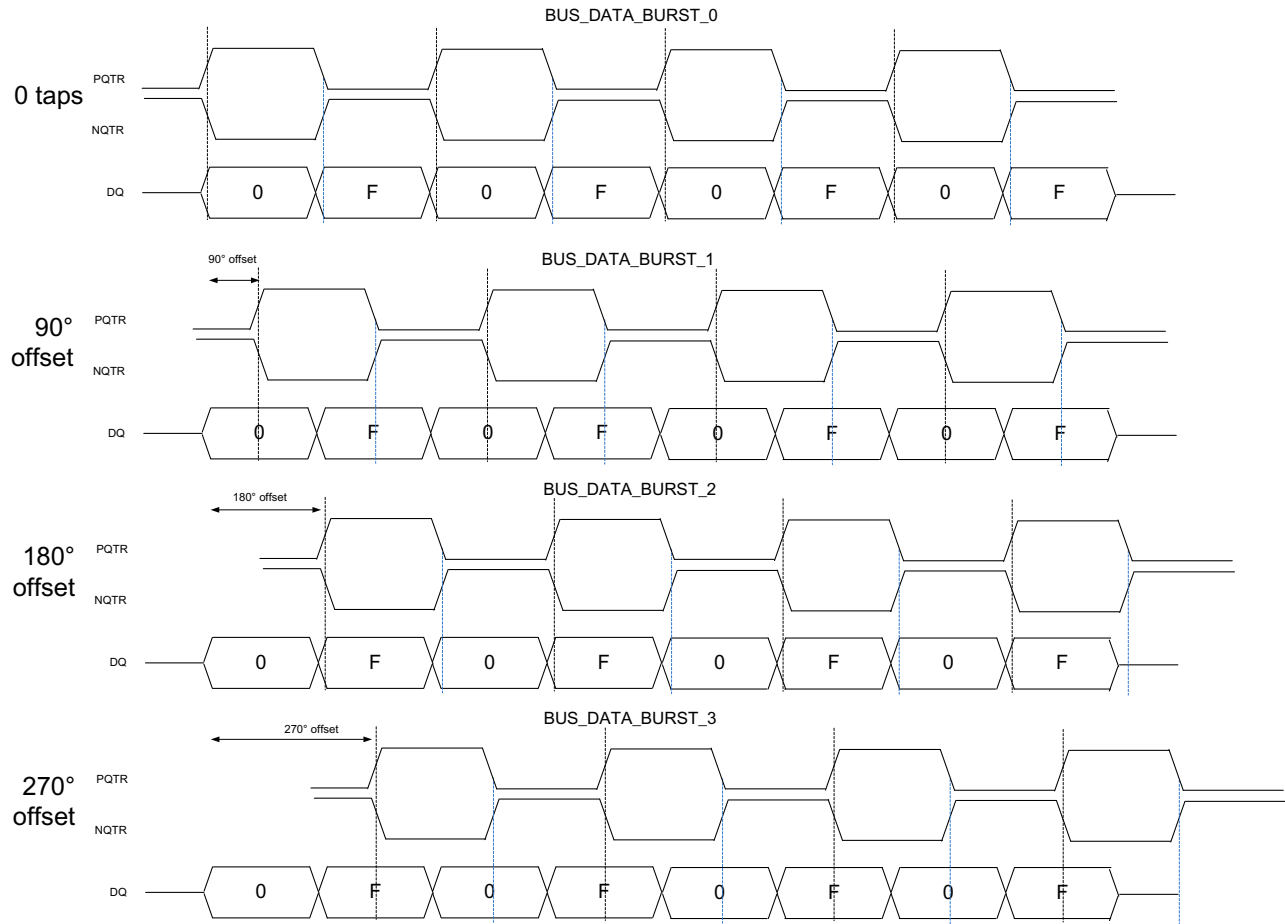 BUS_DATA_BURST_0
0 taps
PQTR
NQTR
DQ
0 F 0 F 0 F 0 F
BUS_DATA_BURST_1
90° offset
90°
offset
PQTR
NQTR
DQ
0 F 0 F 0 F 0 F
BUS_DATA_BURST_2
180° offset
180°
offset
PQTR
NQTR
DQ
0 F 0 F 0 F 0 F
BUS_DATA_BURST_3
270° offset
270°
offset
PQTR
NQTR
DQ
0 F 0 F 0 F 0 F